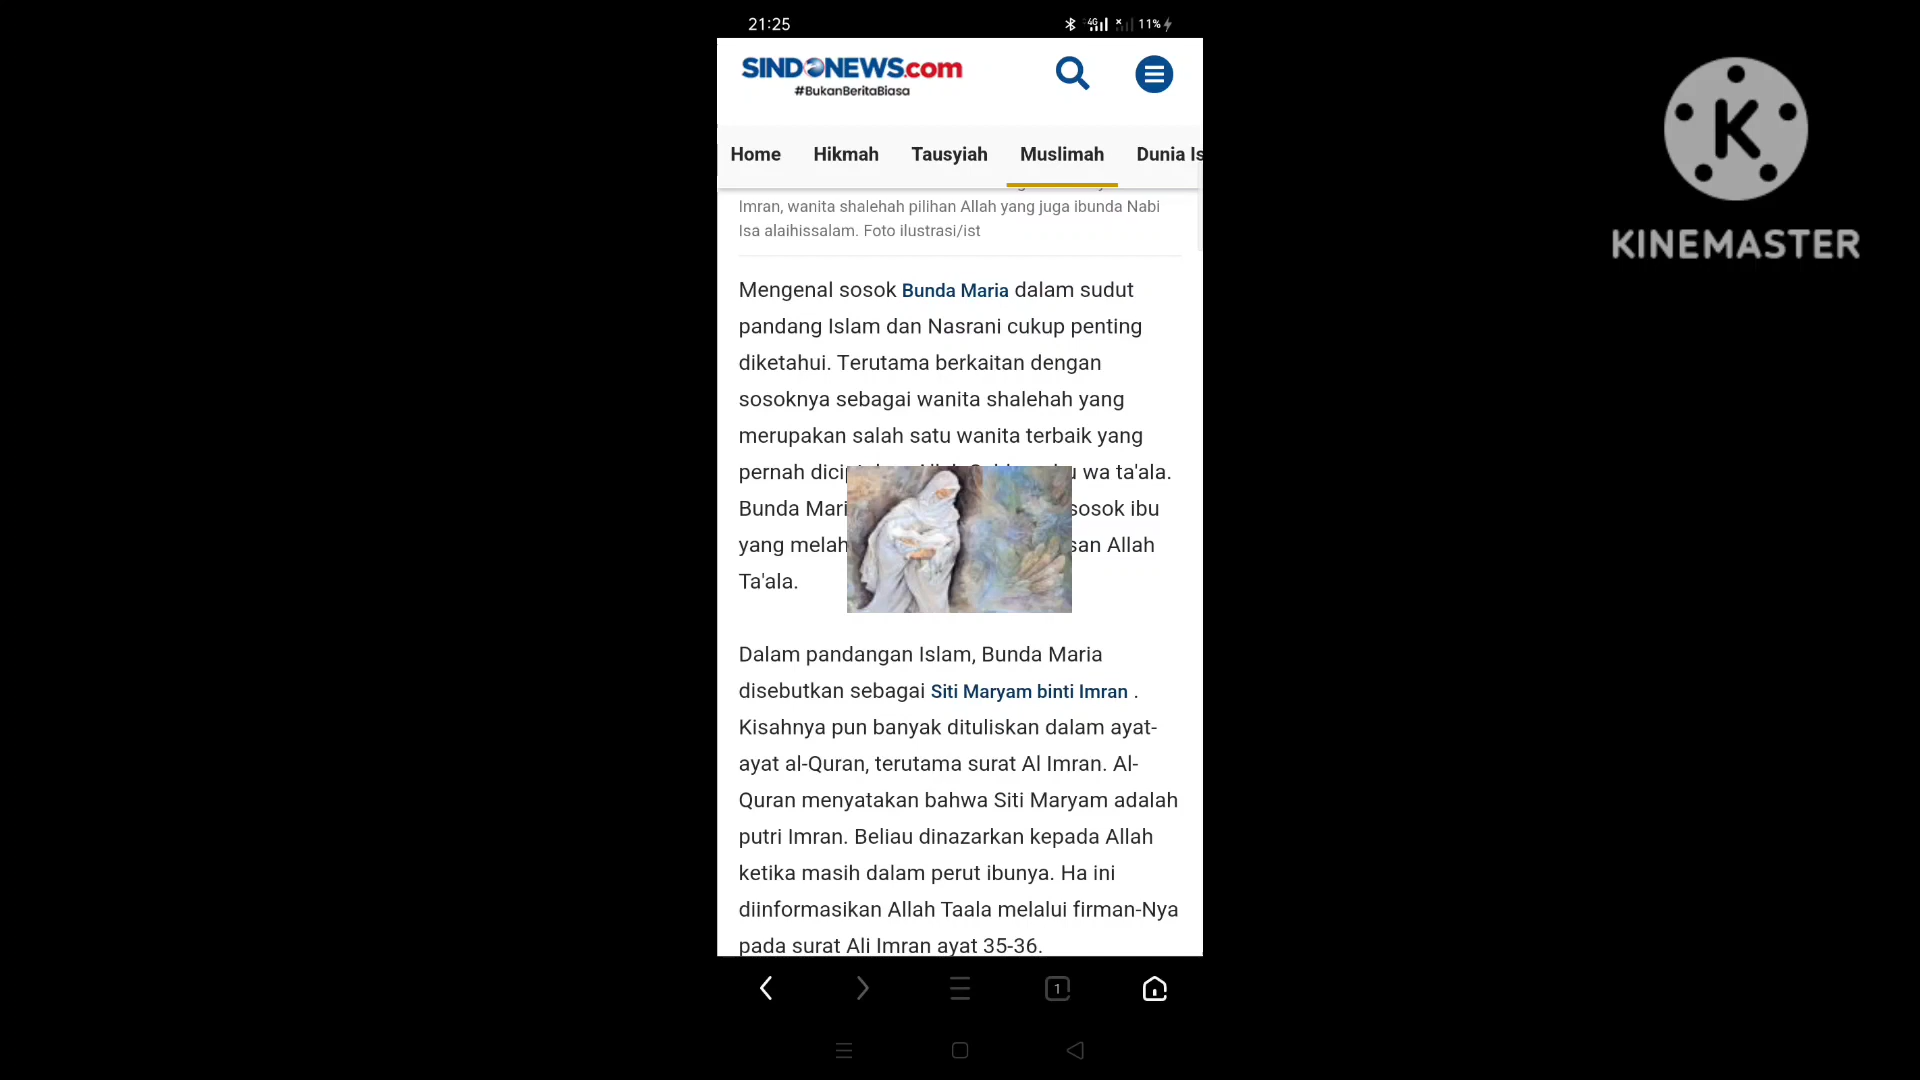 21:25
4G
11%
SINDONEWS.com
#BukanBeritaBiasa
KINEMASTER
Home Hikmah Tausyiah Muslimah Dunia Is
Imran, wanita shalehah pilihan Allah yang juga ibunda Nabi
Isa alaihissalam. Foto ilustrasi/ist
Mengenal sosok Bunda Maria dalam sudut
pandang Islam dan Nasrani cukup penting
diketahui. Terutama berkaitan dengan
sosoknya sebagai wanita shalehah yang
merupakan salah satu wanita terbaik yang
pernah wa ta'ala.
Bunda sosok ibu
yang Allah
Ta'ala.
Dalam pandangan Islam, Bunda Maria
disebutkan sebagai Siti Maryam binti Imran .
Kisahnya pun banyak dituliskan dalam ayat-
ayat al-Quran, terutama surat Al Imran. Al-
Quran menyatakan bahwa Siti Maryam adalah
putri Imran. Beliau dinazarkan kepada Allah
ketika masih dalam perut ibunya. Ha ini
diinformasikan Allah Taala melalui firman-Nya
pada surat Ali Imran ayat 35-36.
1